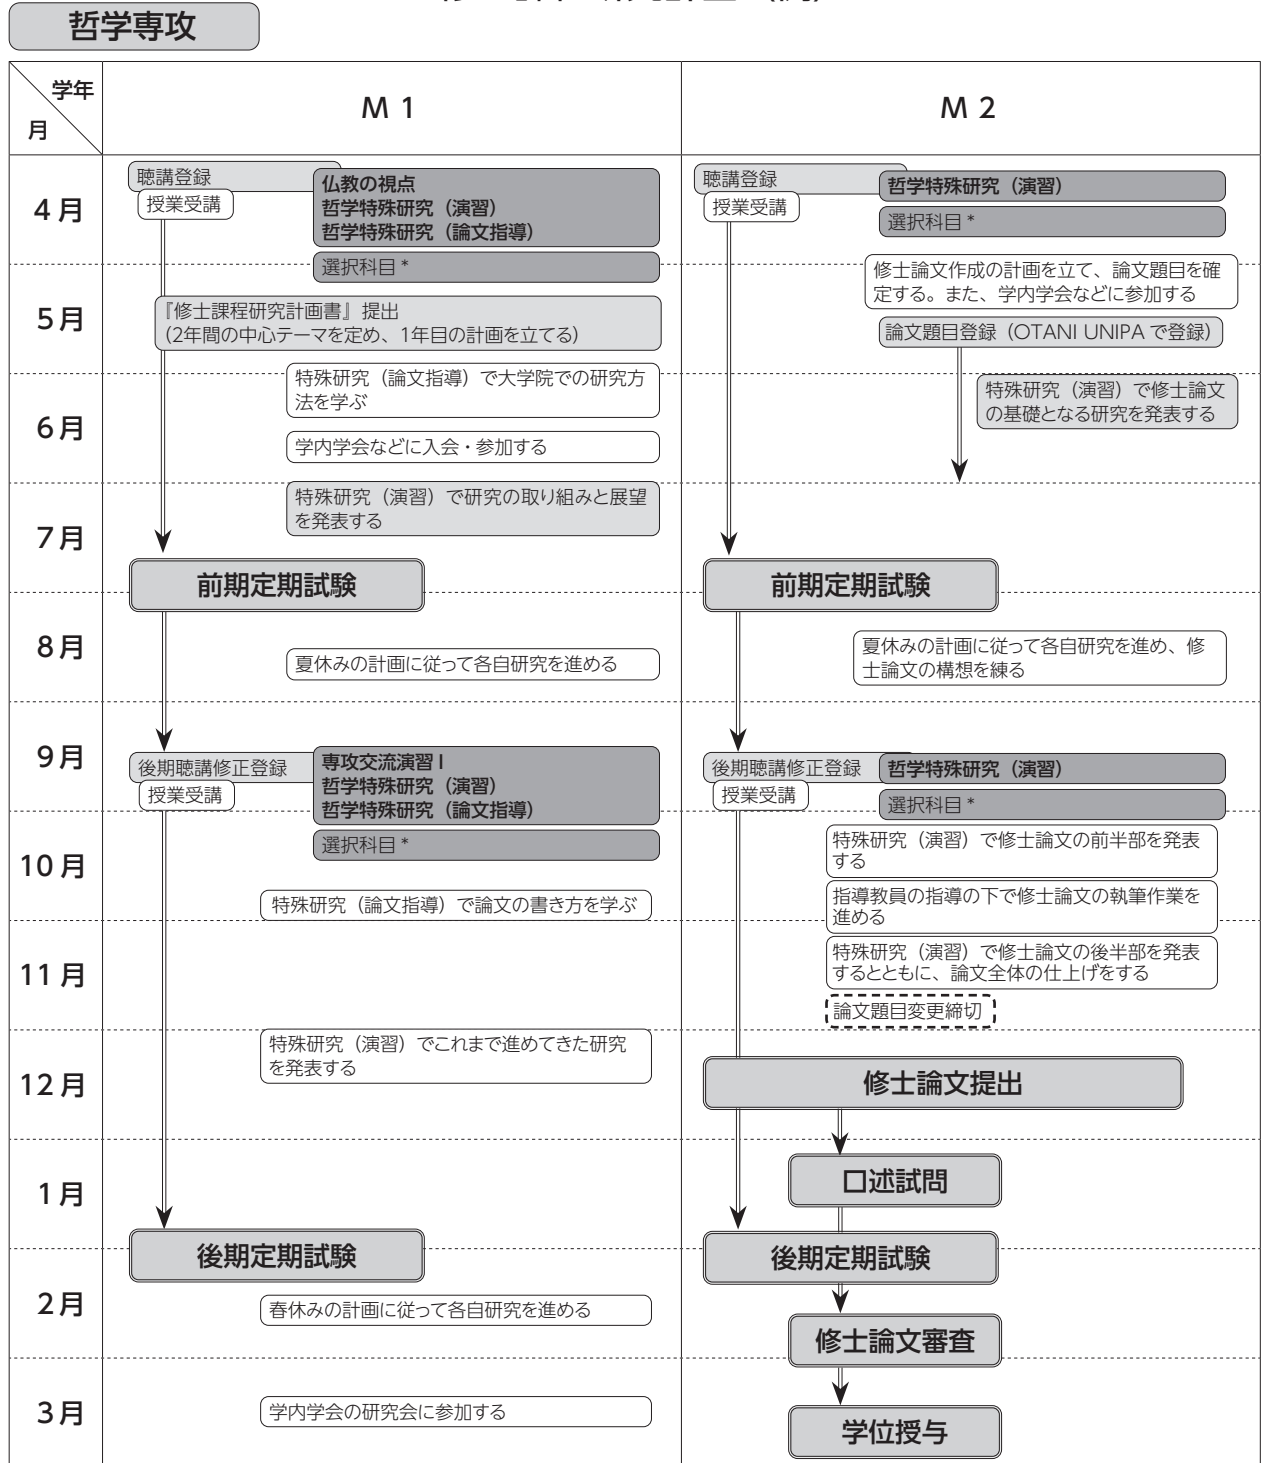 哲学専攻
学年
月
M 1
M 2
4月
聴講登録
授業受講
仏教の視点
哲学特殊研究（演習）
哲学特殊研究（論文指導）
選択科目*
聴講登録
授業受講
哲学特殊研究（演習）
選択科目*
修士論文作成の計画を立て、論文題目を確
定する。また、学内学会などに参加する
5月
『修士課程研究計画書』提出
（2年間の中心テーマを定め、1年目の計画を立てる）
論文題目登録（OTANI UNIPA で登録）
特殊研究（論文指導）で大学院での研究方
法を学ぶ
特殊研究（演習）で修士論文
の基礎となる研究を発表する
6月
学内学会などに入会・参加する
特殊研究（演習）で研究の取り組みと展望
を発表する
7月
前期定期試験
前期定期試験
8月
夏休みの計画に従って各自研究を進める
夏休みの計画に従って各自研究を進め、修
士論文の構想を練る
9月
後期聴講修正登録
授業受講
専攻交流演習 I
哲学特殊研究（演習）
哲学特殊研究（論文指導）
選択科目*
後期聴講修正登録
授業受講
哲学特殊研究（演習）
選択科目*
特殊研究（演習）で修士論文の前半部を発表
する
10月
特殊研究（論文指導）で論文の書き方を学ぶ
指導教員の指導の下で修士論文の執筆作業を
進める
11月
特殊研究（演習）で修士論文の後半部を発表
するとともに、論文全体の仕上げをする
論文題目変更締切
特殊研究（演習）でこれまで進めてきた研究
を発表する
12月
修士論文提出
1月
口述試問
後期定期試験
後期定期試験
2月
春休みの計画に従って各自研究を進める
修士論文審査
3月
学内学会の研究会に参加する
学位授与